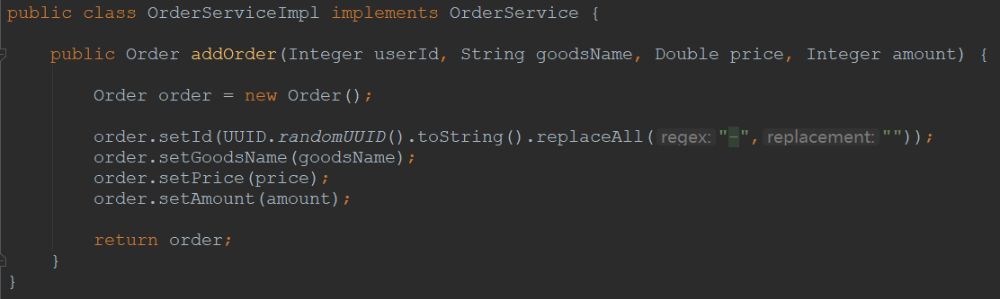 public class OrderServiceImpl implements OrderService {
public Order addOrder(Integer userId, String goodsName, Double price, Integer amount) {
Order order = new Order();
order.setId(UUID.randomUUID().toString().replaceAll( regex: "-", replacement: ""));
order.setGoodsName(goodsName);
order.setPrice(price);
order.setAmount(amount);
return order;
}
}